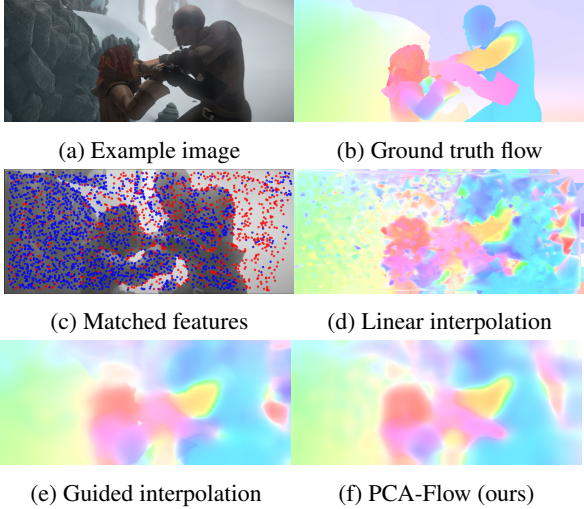 (a) Example image
(b) Ground truth flow
(c) Matched features
(d) Linear interpolation
(e) Guided interpolation
(f) PCA-Flow (ours)